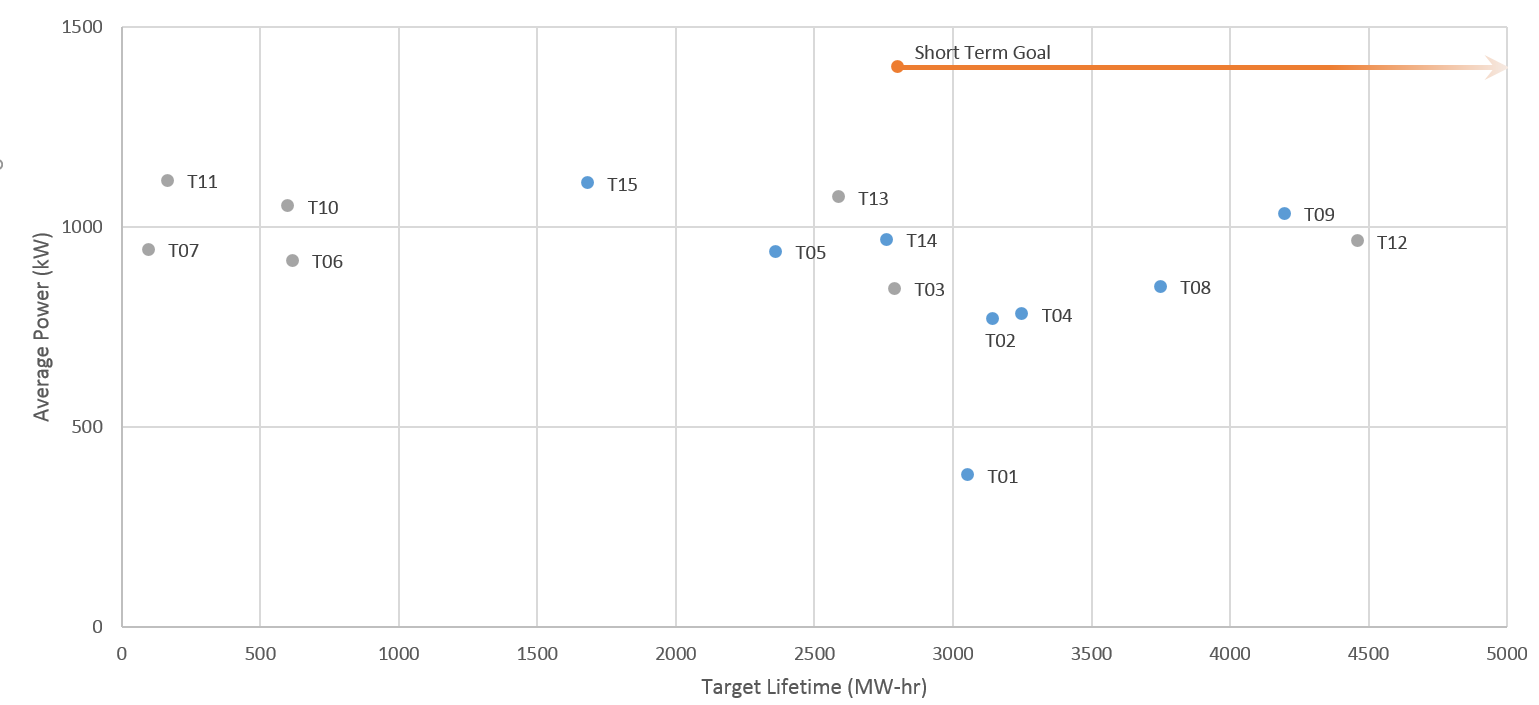 1500
Short Term Goal
T11
T15
T13
T10
T09
1000
T14
T12
T07
T05
T06
T03
T08
T04
T02
Average Power (kW)
500
T01
0
0 500 1000 1500 2000 2500 3000 3500 4000 4500 5000
Target Lifetime (MW-hr)